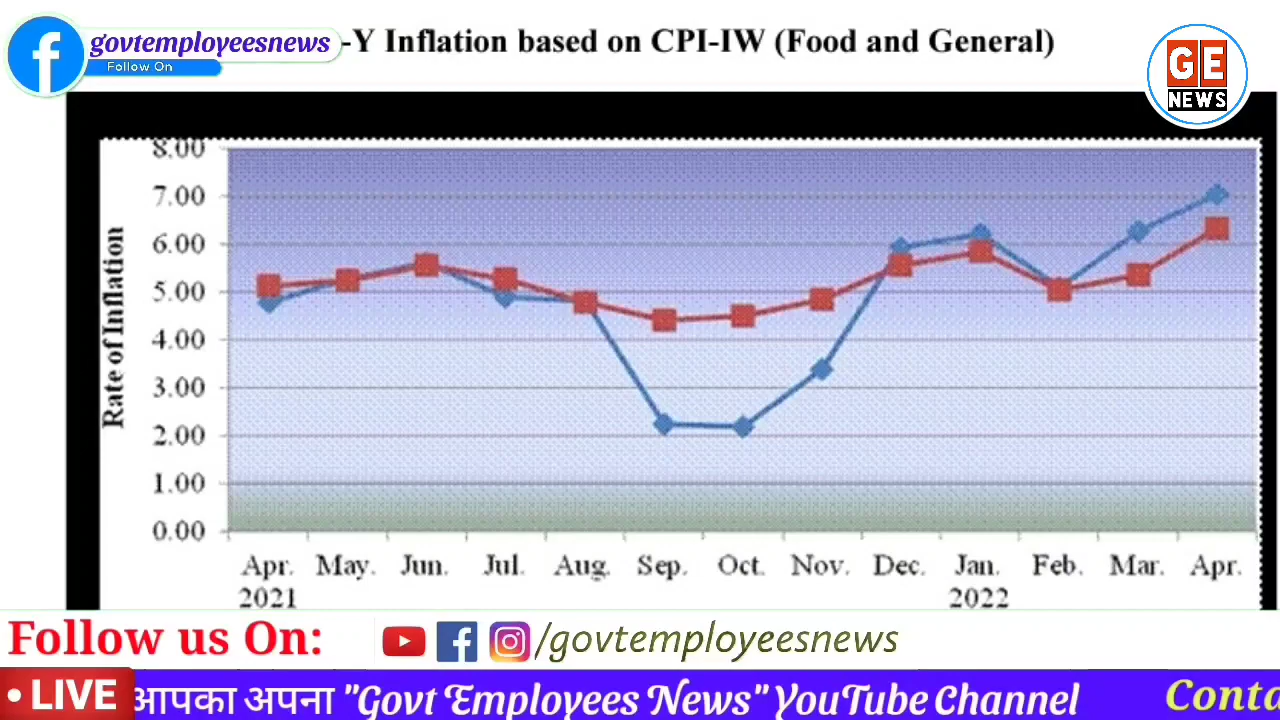 govtemployeesnews
Follow On
-Y Inflation based on CPI-IW (Food and General)
GE
NEWS
8.00
7.00
6.00
5.00
4.00
3.00
2.00
1.00
0.00
Rate of Inflation
Apr. May. Jun. Jul. Aug. Sep. Oct. Nov. Dec. Jan. Feb. Mar. Apr.
2021 2022
Follow us On: /govtemployeesnews
• LIVE आपका अपना "Govt Employees News" YouTube Channel